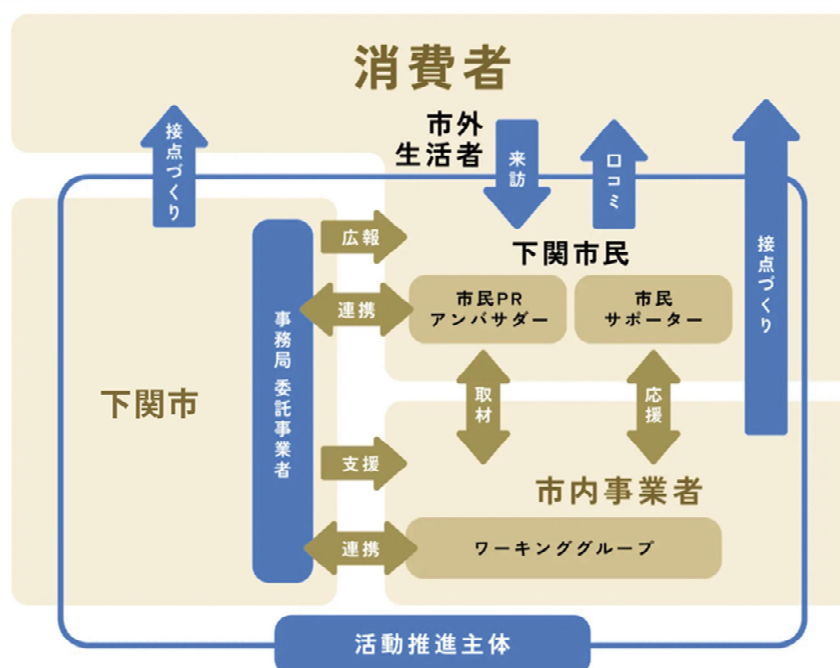 消費者
市外
生活者
接点づくり
来訪
口コミ
接点づくり
広報
下関市民
連携
市民PR
アンバサダー
市民
サポーター
下関市
事務局 委託事業者
取材
応援
支援
市内事業者
連携
ワーキンググループ
活動推進主体